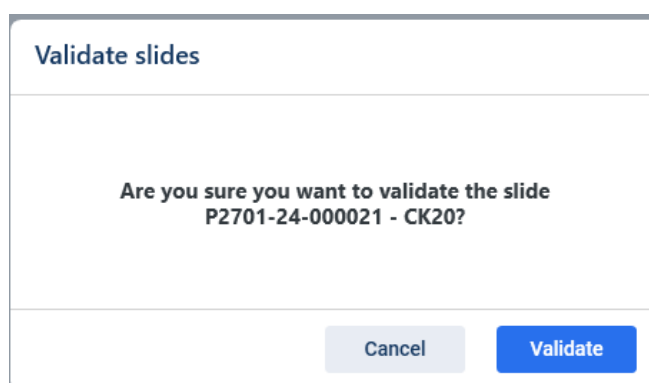 Validate slides
Are you sure you want to validate the slide
P2701-24-000021 - CK20?
Cancel
Validate